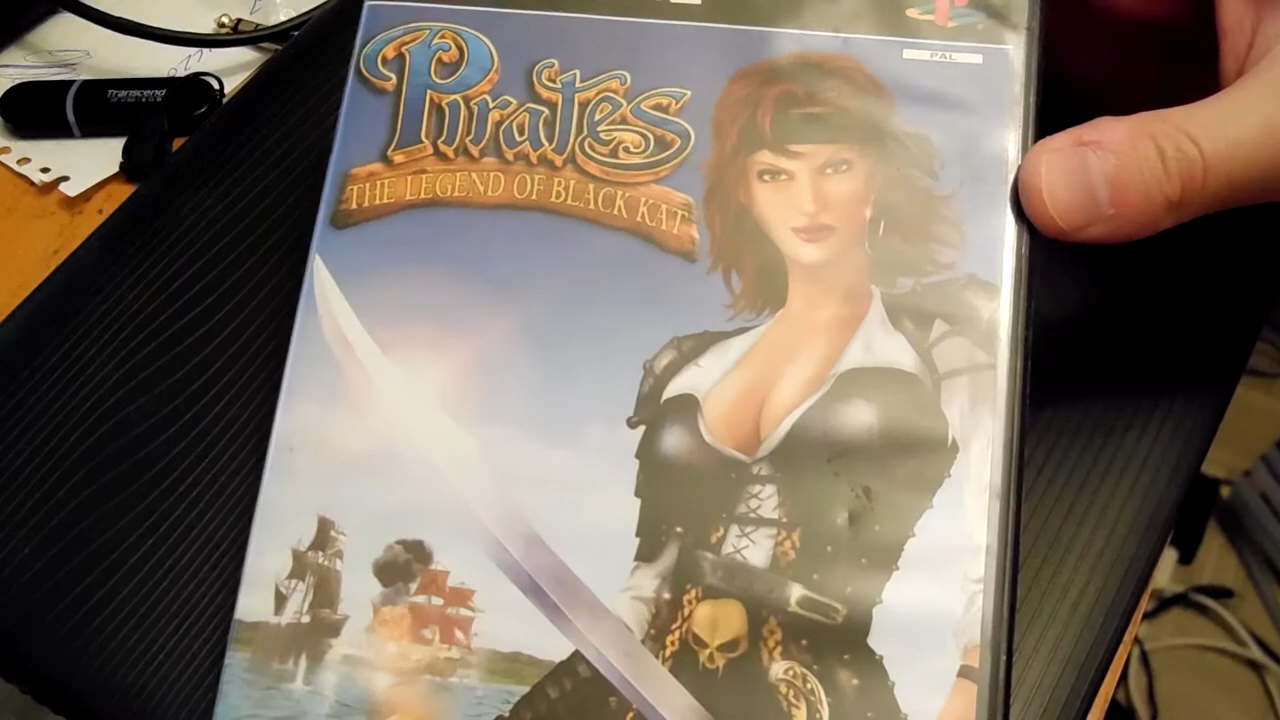 Transcend
PAL
Pirates
THE LEGEND OF BLACK KAT